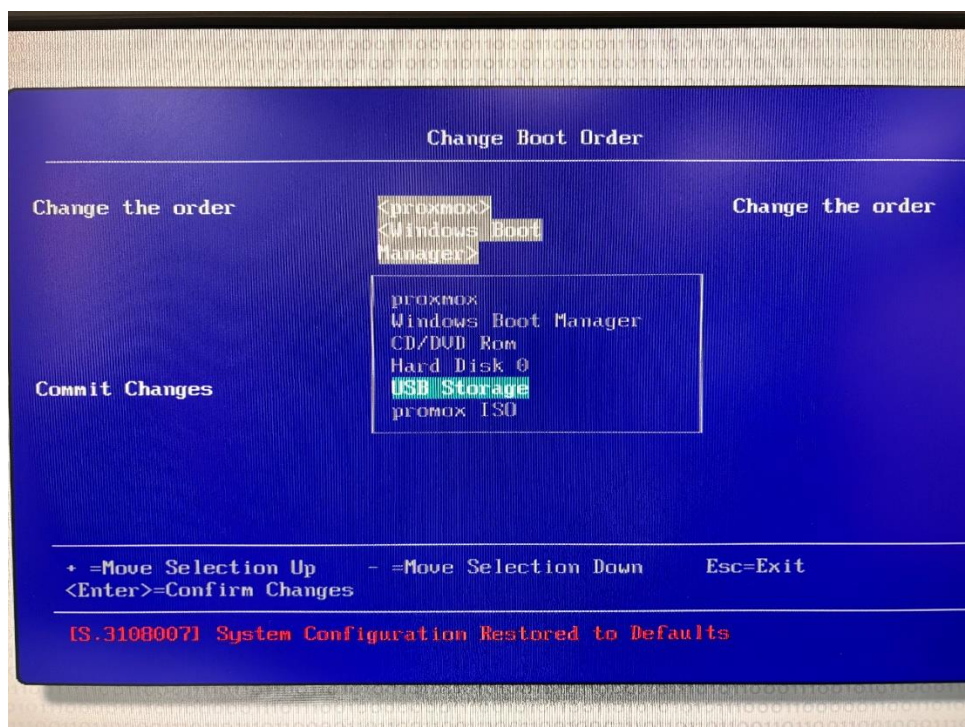 Change Boot Order
Change the order
<proxmox>
Change the order
<Windows Boot
Manager>
proxmox
Windows Boot Manager
CD/DVD Rom
Hard Disk 0
Commit Changes
USB Storage
promox ISO
+ =Move Selection Up
- =Move Selection Down
Esc=Exit
<Enter>=Confirm Changes
[S.3108007] System Configuration Restored to Defaults